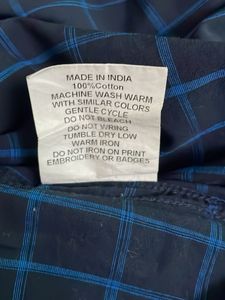 MADE IN INDIA
100%Cotton
MACHINE WASH WARM
WITH SIMILAR COLORS
GENTLE CYCLE
DO NOT BLEACH
DO NOT WRING
TUMBLE DRY LOW
WARM IRON
DO NOT IRON ON PRINT
EMBROIDERY OR BADGES